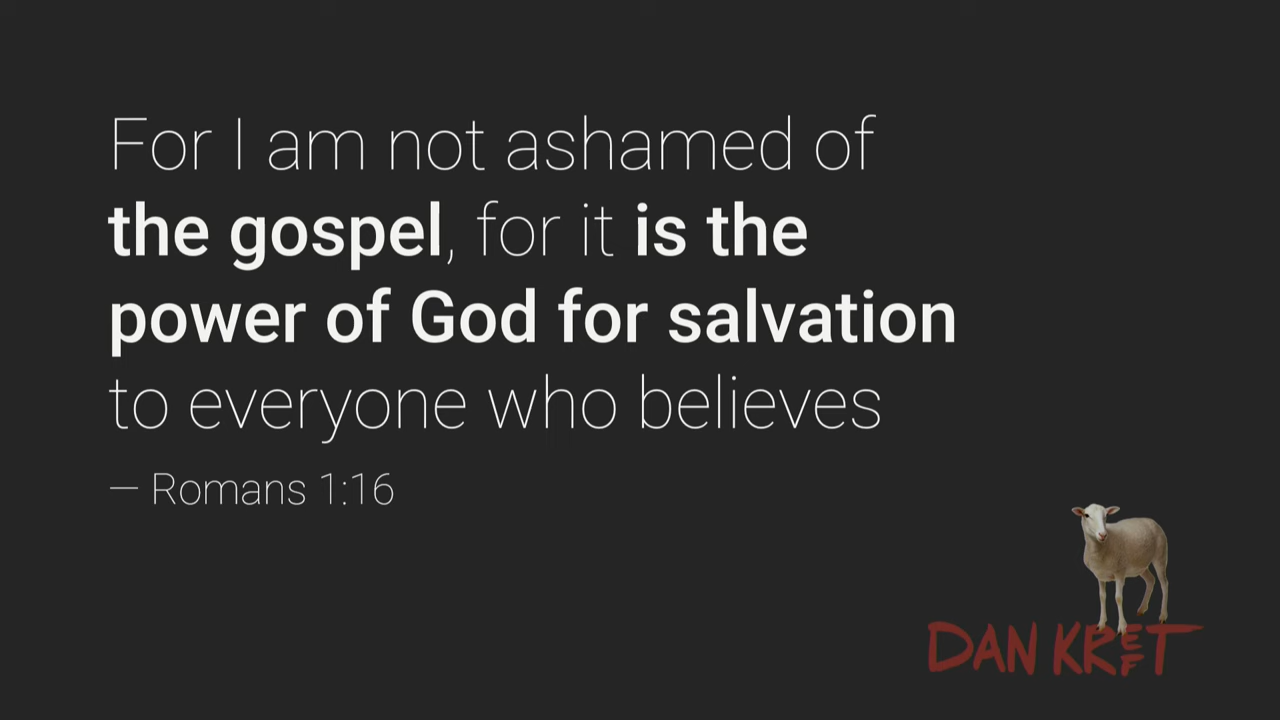 For I am not ashamed of
the gospel, for it is the
power of God for salvation
to everyone who believes
— Romans 1:16
DAN KREFT